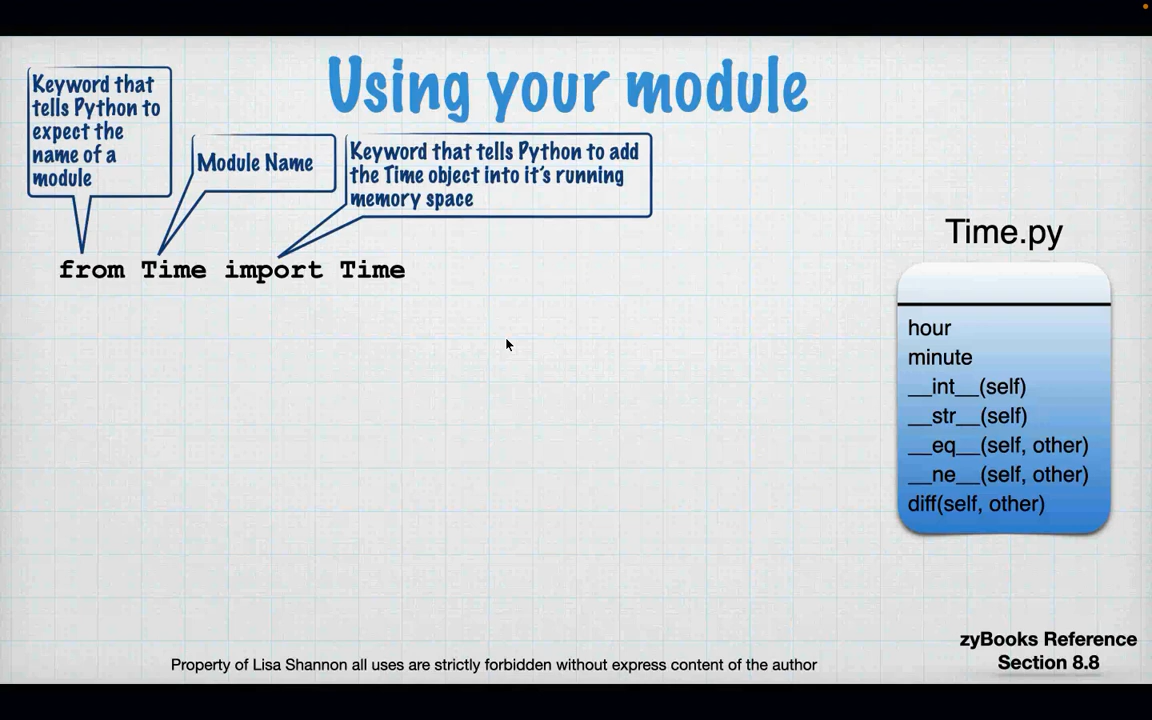 Using your module
Keyword that
tells Python to
expect the
name of a
module
Module Name
Keyword that tells Python to add
the Time object into it's running
memory space
from Time import Time
Time.py
hour
minute
__int__(self)
__str__(self)
__eq__(self, other)
__ne__(self, other)
diff(self, other)
zyBooks Reference
Section 8.8
Property of Lisa Shannon all uses are strictly forbidden without express content of the author